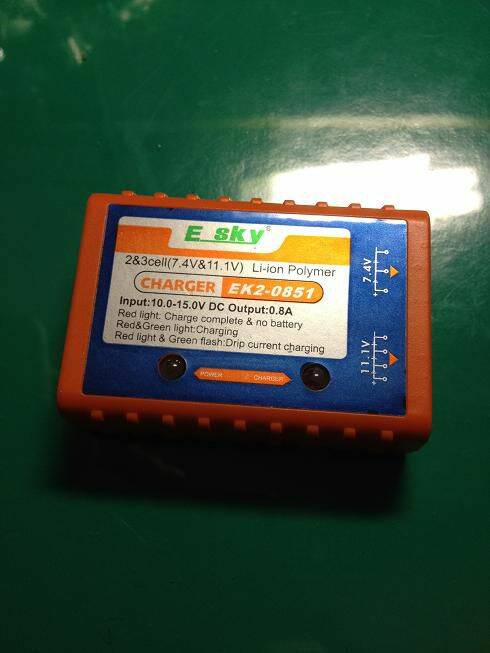 E_sky®
2&3cell(7.4V&11.1V) Li-ion Polymer
CHARGER EK2-0851
Input:10.0-15.0V DC Output:0.8A
Red light: Charge complete & no battery
Red&Green light:Charging
Red light & Green flash:Drip current charging
POWER CHARGER
7.4V
11.1V